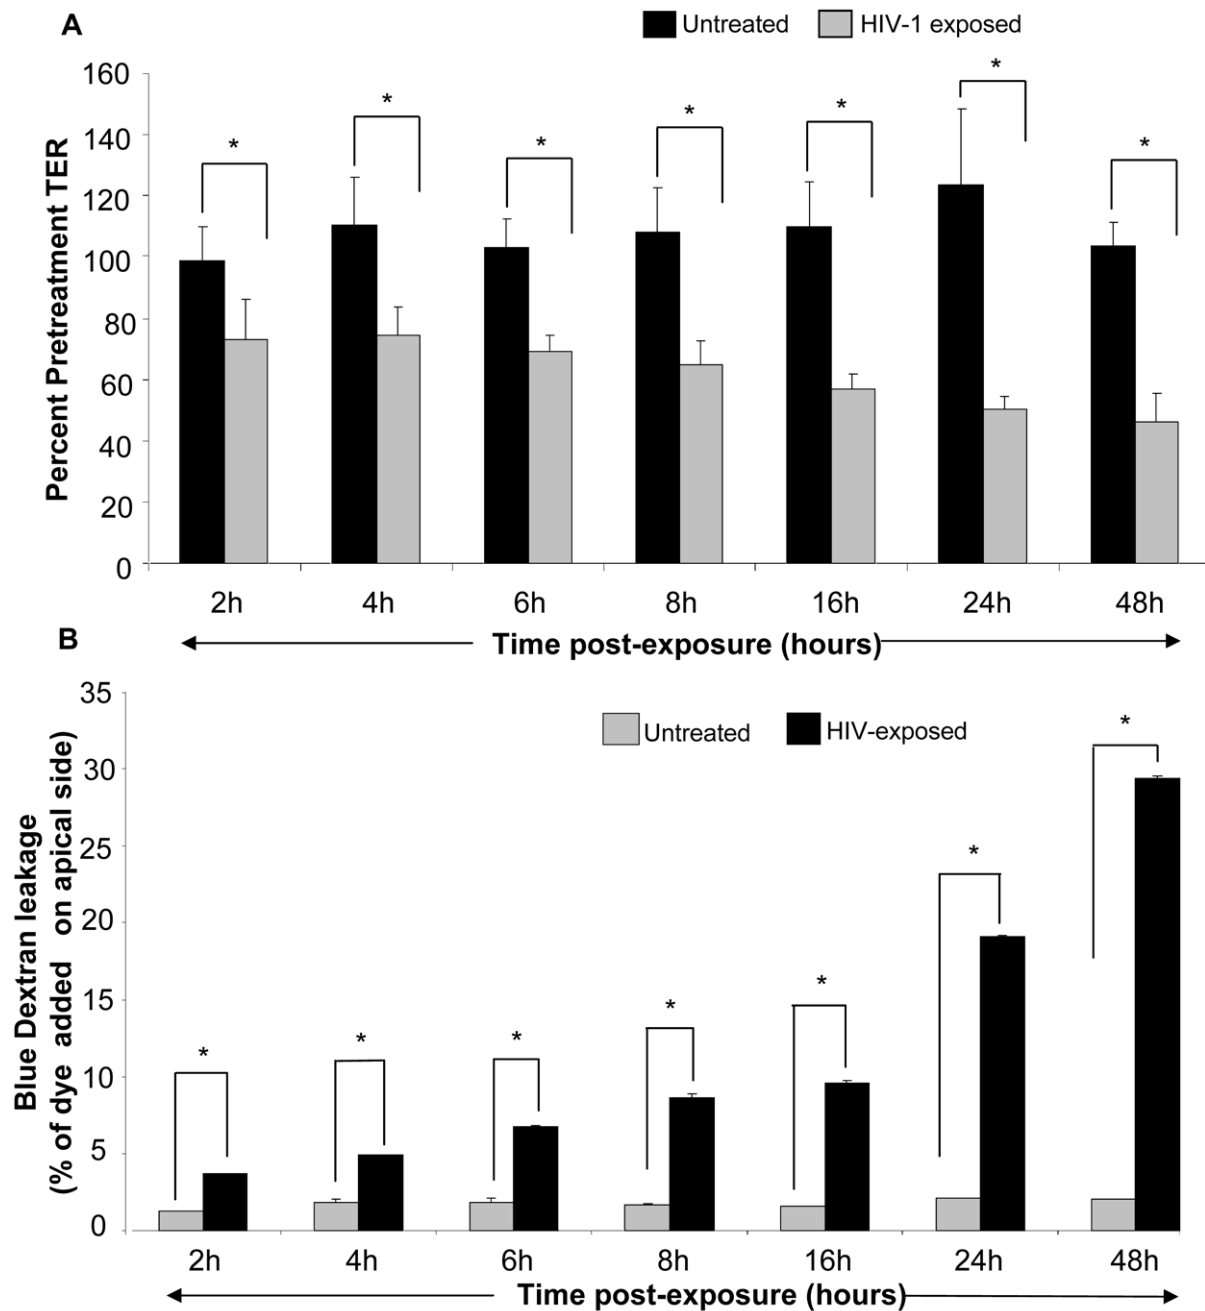 A
Untreated HIV-1 exposed
Percent Pretreatment TER
160
140
120
100
80
60
40
20
0
* * * * * * *
2h 4h 6h 8h 16h 24h 48h
Time post-exposure (hours)
B
Untreated HIV-exposed
Blue Dextran leakage
(% of dye added on apical side)
35
30
25
20
15
10
5
0
* * * * * * *
2h 4h 6h 8h 16h 24h 48h
Time post-exposure (hours)